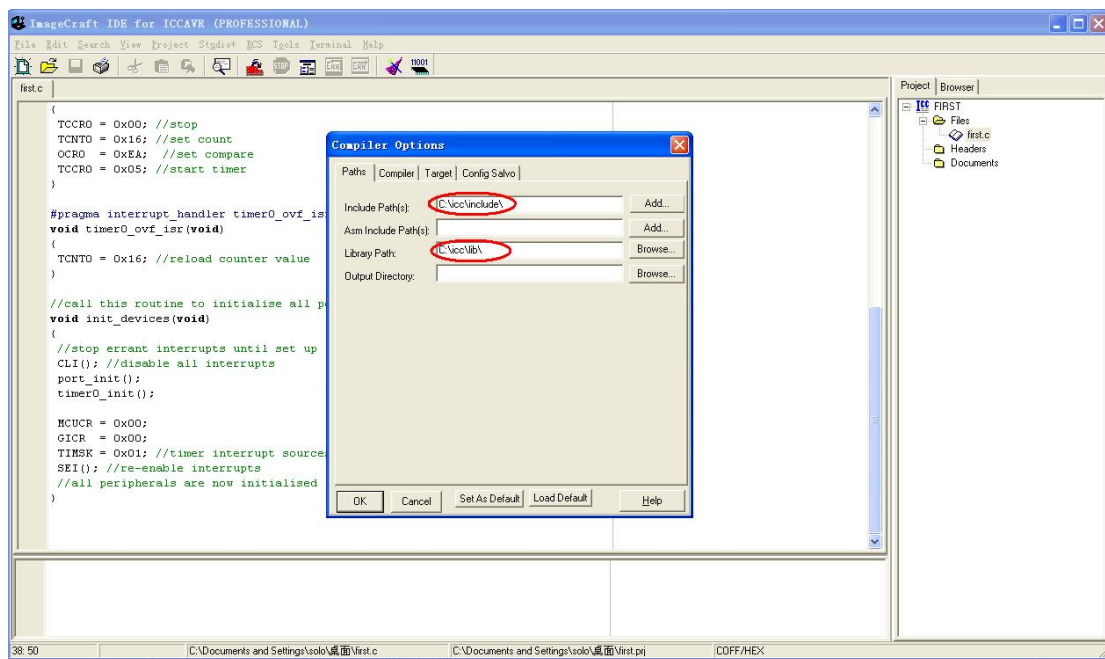 ImageCraft IDE for ICCAVR (PROFESSIONAL)
File Edit Search View Project Studio+ RCS Tools Terminal Help
first.c
Project Browser
{
TCCR0 = 0x00; //stop
TCNT0 = 0x16; //set count
OCR0 = 0xEA; //set compare
TCCR0 = 0x05; //start timer
}
#pragma interrupt_handler timer0_ovf_is
void timer0_ovf_isr(void)
{
TCNT0 = 0x16; //reload counter value
}
//call this routine to initialise all p
void init_devices(void)
{
//stop errant interrupts until set up
CLI(); //disable all interrupts
port_init();
timer0_init();
MCUCR = 0x00;
GICR = 0x00;
TIMSK = 0x01; //timer interrupt source
SEI(); //re-enable interrupts
//all peripherals are now initialised
}
Compiler Options
Paths Compiler Target Config Salvo
Include Path(s): C:\icc\include\ Add...
Asm Include Path(s): Add...
Library Path: C:\icc\lib\ Browse...
Output Directory: Browse...
OK Cancel Set As Default Load Default Help
FIRST
Files
first.c
Headers
Documents
38: 50 C:\Documents and Settings\solo\桌面\first.c C:\Documents and Settings\solo\桌面\first.prj COFF/HEX